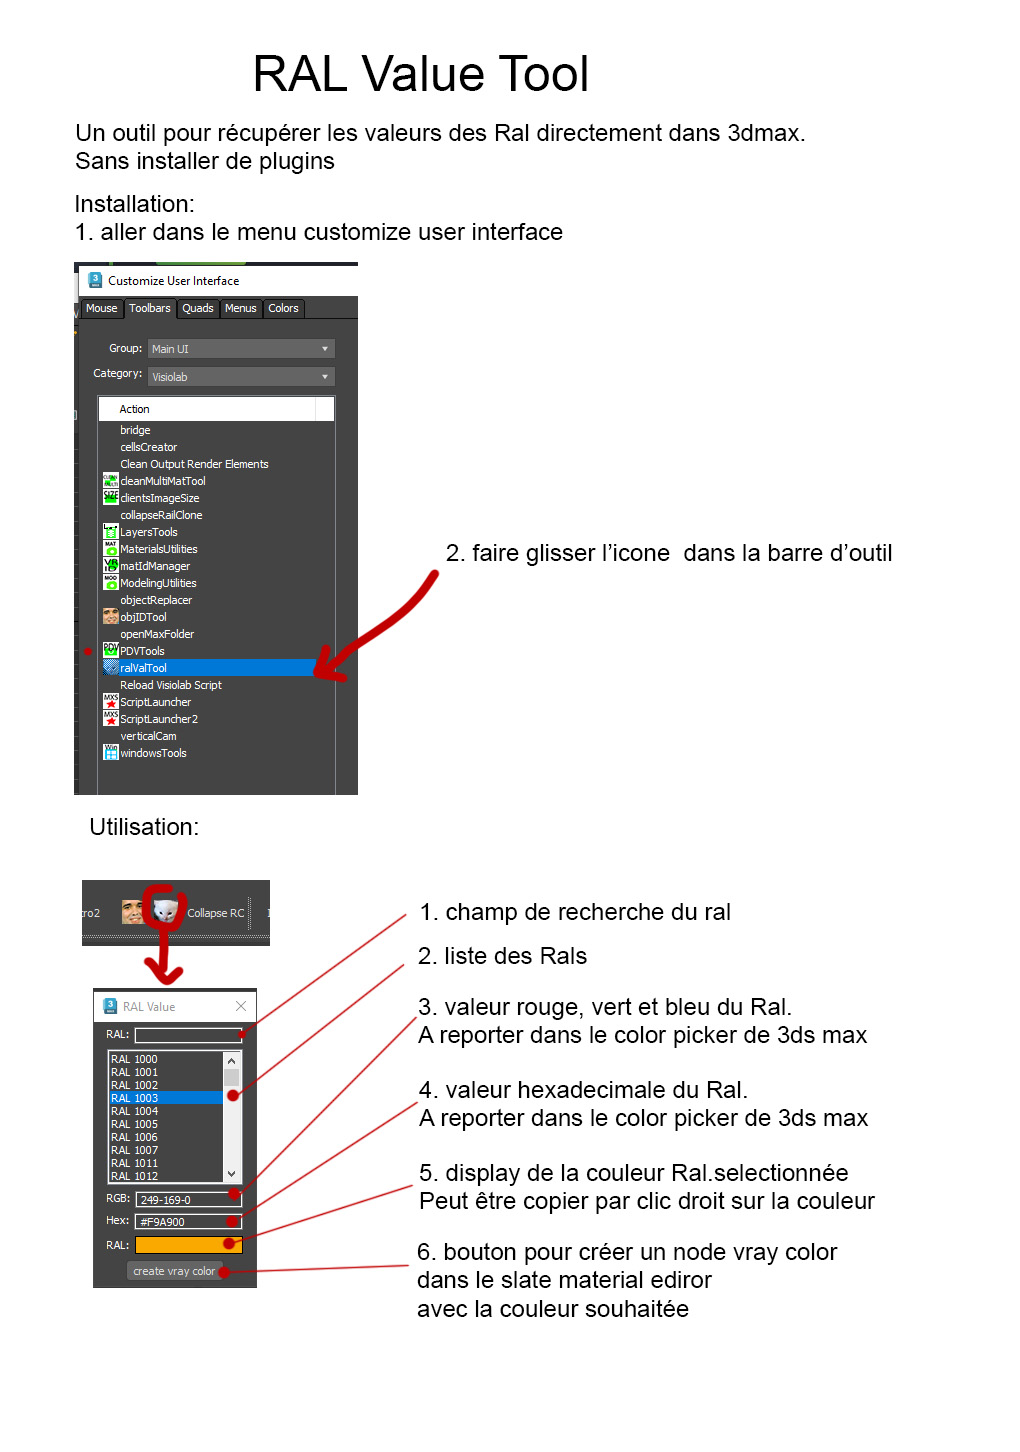 RAL Value Tool
Un outil pour récupérer les valeurs des Ral directement dans 3dmax.
Sans installer de plugins
Installation:
1. aller dans le menu customize user interface
Customize User Interface
Mouse Toolbars Quads Menus Colors
Group: Main UI
Category: Visiolab
Action
bridge
cellsCreator
Clean Output Render Elements
cleanMultiMatTool
clientsImageSize
collapseRailClone
LayersTools
MaterialsUtilities
matIdManager
ModelingUtilities
objectReplacer
objIDTool
openMaxFolder
PDVTools
ralValTool
Reload Visiolab Script
ScriptLauncher
ScriptLauncher2
verticalCam
windowsTools
2. faire glisser l’icone dans la barre d’outil
Utilisation:
tro2 Collapse RC
RAL Value
RAL:
RAL 1000
RAL 1001
RAL 1002
RAL 1003
RAL 1004
RAL 1005
RAL 1006
RAL 1007
RAL 1011
RAL 1012
RGB: 249-169-0
Hex: #F9A900
RAL:
create vray color
1. champ de recherche du ral
2. liste des Rals
3. valeur rouge, vert et bleu du Ral.
A reporter dans le color picker de 3ds max
4. valeur hexadecimale du Ral.
A reporter dans le color picker de 3ds max
5. display de la couleur Ral.selectionnée
Peut être copier par clic droit sur la couleur
6. bouton pour créer un node vray color
dans le slate material ediror
avec la couleur souhaitée